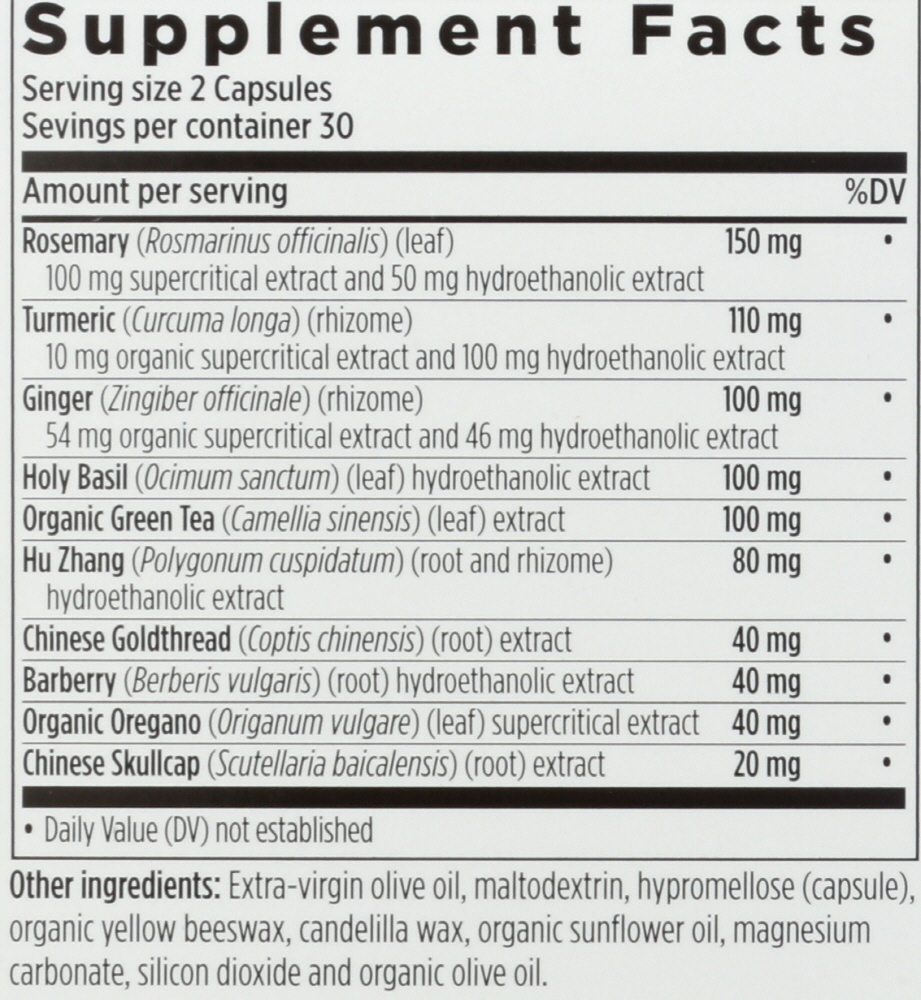 Supplement Facts
Serving size 2 Capsules
Sevings per container 30
Amount per serving %DV
Rosemary (Rosmarinus officinalis) (leaf) 150 mg •
100 mg supercritical extract and 50 mg hydroethanolic extract
Turmeric (Curcuma longa) (rhizome) 110 mg •
10 mg organic supercritical extract and 100 mg hydroethanolic extract
Ginger (Zingiber officinale) (rhizome) 100 mg •
54 mg organic supercritical extract and 46 mg hydroethanolic extract
Holy Basil (Ocimum sanctum) (leaf) hydroethanolic extract 100 mg •
Organic Green Tea (Camellia sinensis) (leaf) extract 100 mg •
Hu Zhang (Polygonum cuspidatum) (root and rhizome) 80 mg •
hydroethanolic extract
Chinese Goldthread (Coptis chinensis) (root) extract 40 mg •
Barberry (Berberis vulgaris) (root) hydroethanolic extract 40 mg •
Organic Oregano (Origanum vulgare) (leaf) supercritical extract 40 mg •
Chinese Skullcap (Scutellaria baicalensis) (root) extract 20 mg •
• Daily Value (DV) not established
Other ingredients: Extra-virgin olive oil, maltodextrin, hypromellose (capsule),
organic yellow beeswax, candelilla wax, organic sunflower oil, magnesium
carbonate, silicon dioxide and organic olive oil.